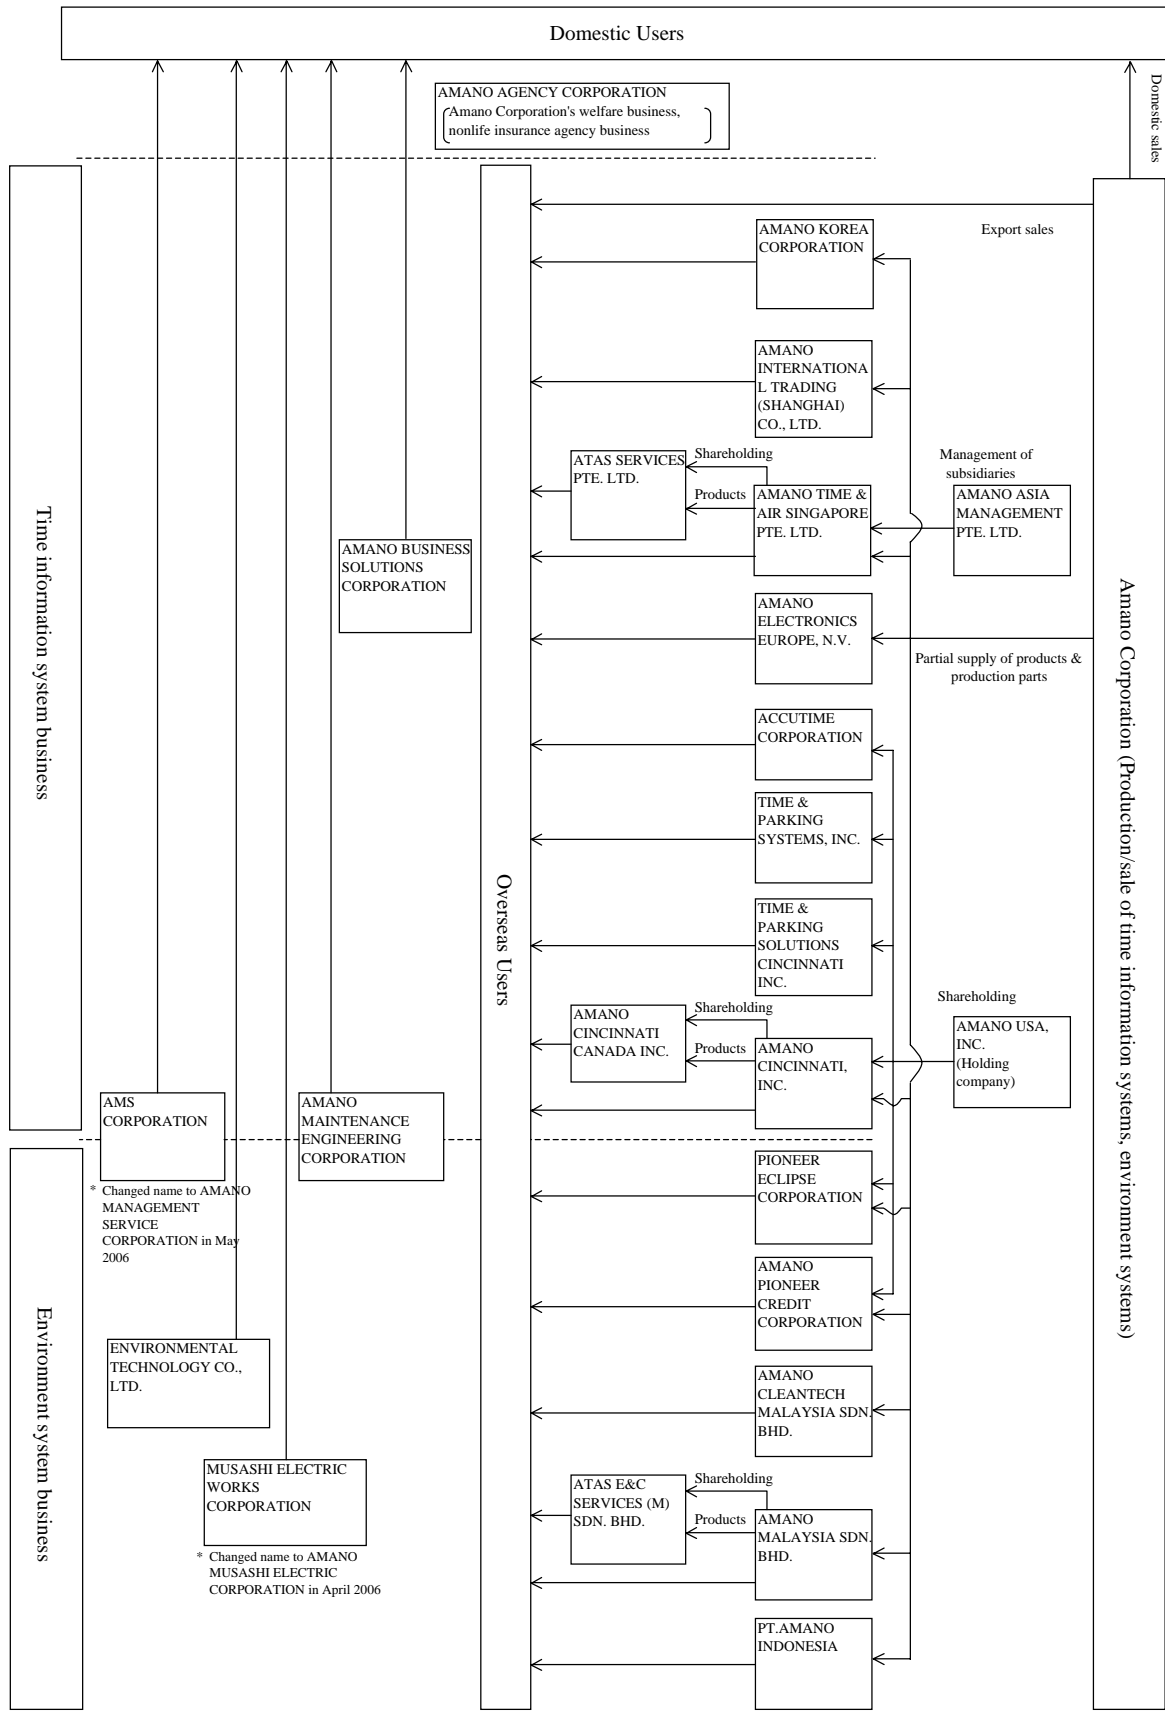 Domestic Users
AMANO AGENCY CORPORATION
Amano Corporation's welfare business,
nonlife insurance agency business
Domestic sales
Time information system business
Environment system business
Overseas Users
Amano Corporation (Production/sale of time information systems, environment systems)
Export sales
AMANO KOREA
CORPORATION
AMANO
INTERNATIONA
L TRADING
(SHANGHAI)
CO., LTD.
ATAS SERVICES
PTE. LTD.
Shareholding
Products
AMANO TIME &
AIR SINGAPORE
PTE. LTD.
Management of
subsidiaries
AMANO ASIA
MANAGEMENT
PTE. LTD.
AMANO BUSINESS
SOLUTIONS
CORPORATION
AMANO
ELECTRONICS
EUROPE, N.V.
Partial supply of products &
production parts
ACCUTIME
CORPORATION
TIME &
PARKING
SYSTEMS, INC.
TIME &
PARKING
SOLUTIONS
CINCINNATI
INC.
AMANO
CINCINNATI
CANADA INC.
Shareholding
Products
AMANO
CINCINNATI,
INC.
Shareholding
AMANO USA,
INC.
(Holding
company)
AMS
CORPORATION
* Changed name to AMANO
MANAGEMENT
SERVICE
CORPORATION in May
2006
AMANO
MAINTENANCE
ENGINEERING
CORPORATION
PIONEER
ECLIPSE
CORPORATION
AMANO
PIONEER
CREDIT
CORPORATION
ENVIRONMENTAL
TECHNOLOGY CO.,
LTD.
AMANO
CLEANTECH
MALAYSIA SDN.
BHD.
MUSASHI ELECTRIC
WORKS
CORPORATION
* Changed name to AMANO
MUSASHI ELECTRIC
CORPORATION in April 2006
ATAS E&C
SERVICES (M)
SDN. BHD.
Shareholding
Products
AMANO
MALAYSIA SDN.
BHD.
PT.AMANO
INDONESIA